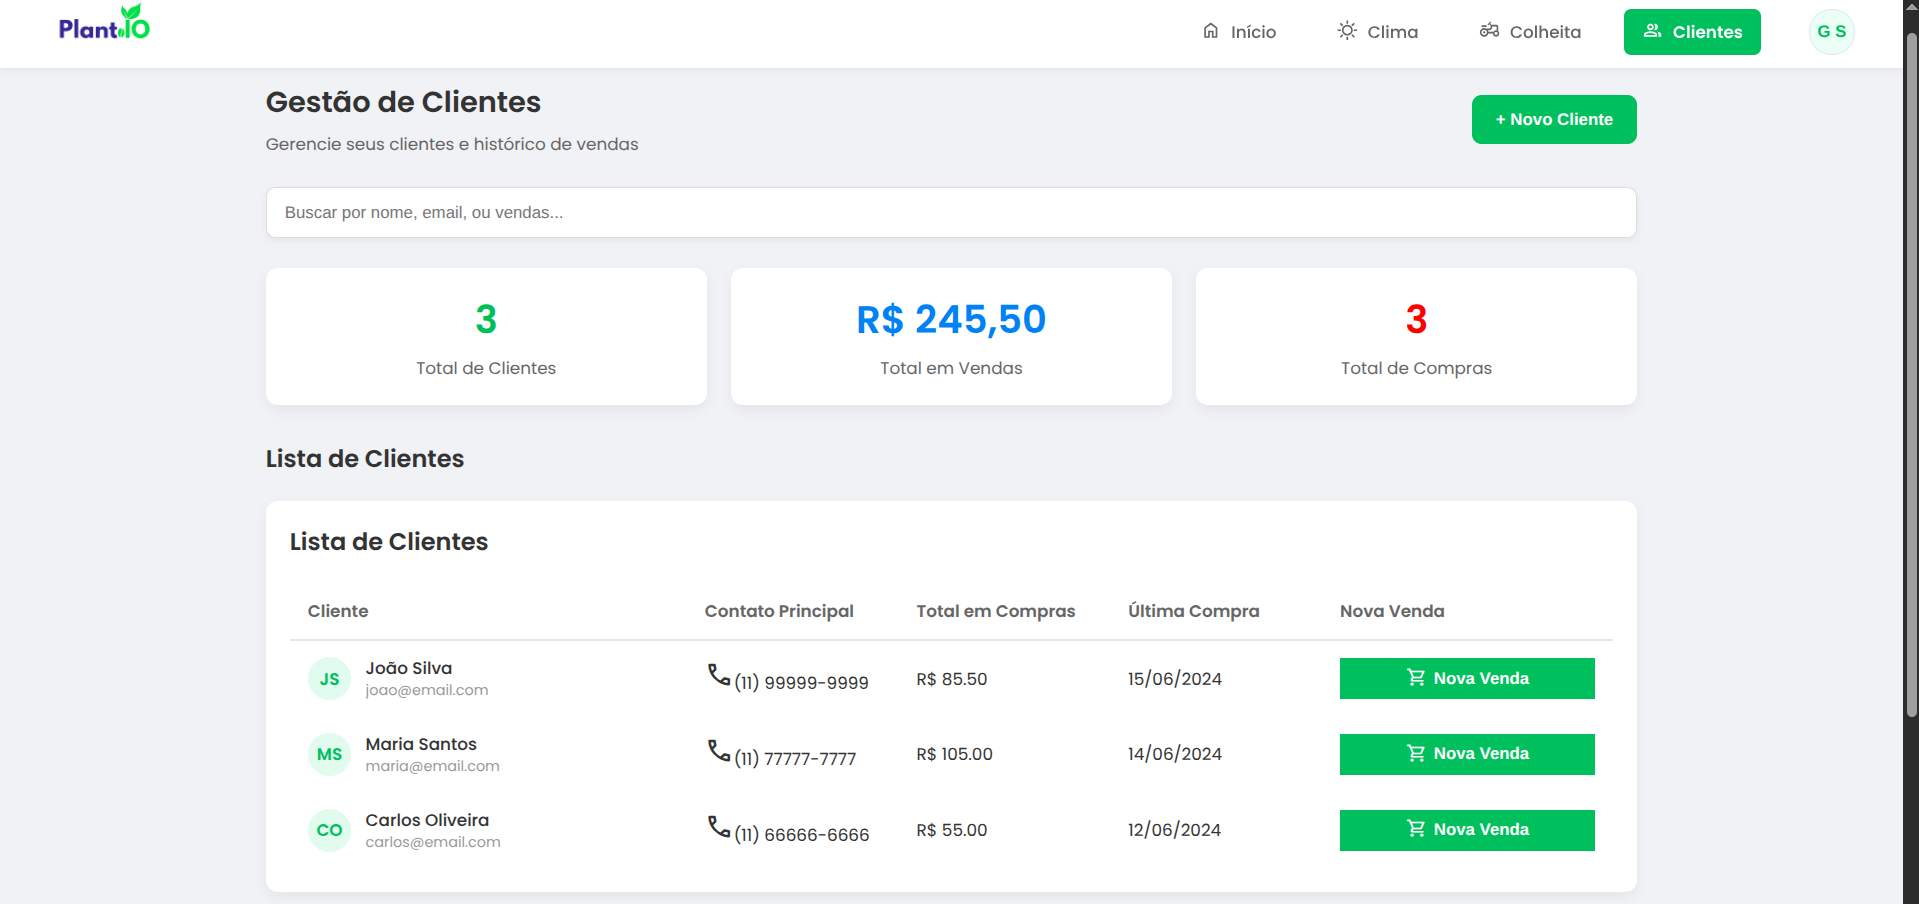 PlantIO
Início
Clima
Colheita
Clientes
G S
Gestão de Clientes
Gerencie seus clientes e histórico de vendas
+ Novo Cliente
Buscar por nome, email, ou vendas...
3
Total de Clientes
R$ 245,50
Total em Vendas
3
Total de Compras
Lista de Clientes
Lista de Clientes
Cliente Contato Principal Total em Compras Última Compra Nova Venda
JS João Silva joao@email.com (11) 99999-9999 R$ 85.50 15/06/2024 Nova Venda
MS Maria Santos maria@email.com (11) 77777-7777 R$ 105.00 14/06/2024 Nova Venda
CO Carlos Oliveira carlos@email.com (11) 66666-6666 R$ 55.00 12/06/2024 Nova Venda